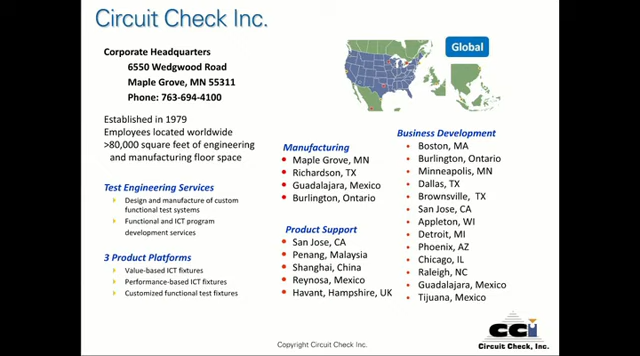 Circuit Check Inc.
Corporate Headquarters
6550 Wedgwood Road
Maple Grove, MN 55311
Phone: 763-694-4100
Established in 1979
Employees located worldwide
>80,000 square feet of engineering
and manufacturing floor space
Test Engineering Services
Design and manufacture of custom
functional test systems
Functional and ICT program
development services
3 Product Platforms
Value-based ICT fixtures
Performance-based ICT fixtures
Customized functional test fixtures
Global
Manufacturing
Maple Grove, MN
Richardson, TX
Guadalajara, Mexico
Burlington, Ontario
Product Support
San Jose, CA
Penang, Malaysia
Shanghai, China
Reynosa, Mexico
Havant, Hampshire, UK
Business Development
Boston, MA
Burlington, Ontario
Minneapolis, MN
Dallas, TX
Brownsville, TX
San Jose, CA
Appleton, WI
Detroit, MI
Phoenix, AZ
Chicago, IL
Raleigh, NC
Guadalajara, Mexico
Tijuana, Mexico
Copyright Circuit Check, Inc.
cci
Circuit Check, Inc.